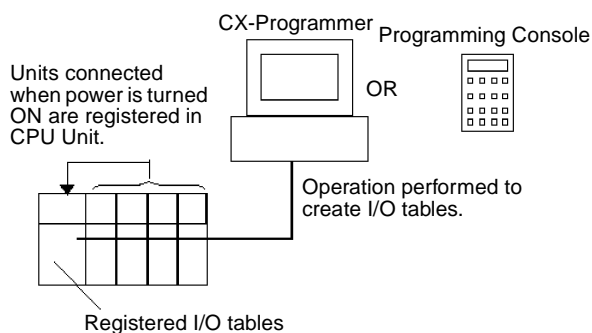 CX-Programmer
Programming Console
Units connected
when power is turned
ON are registered in
CPU Unit.
OR
Operation performed to
create I/O tables.
Registered I/O tables